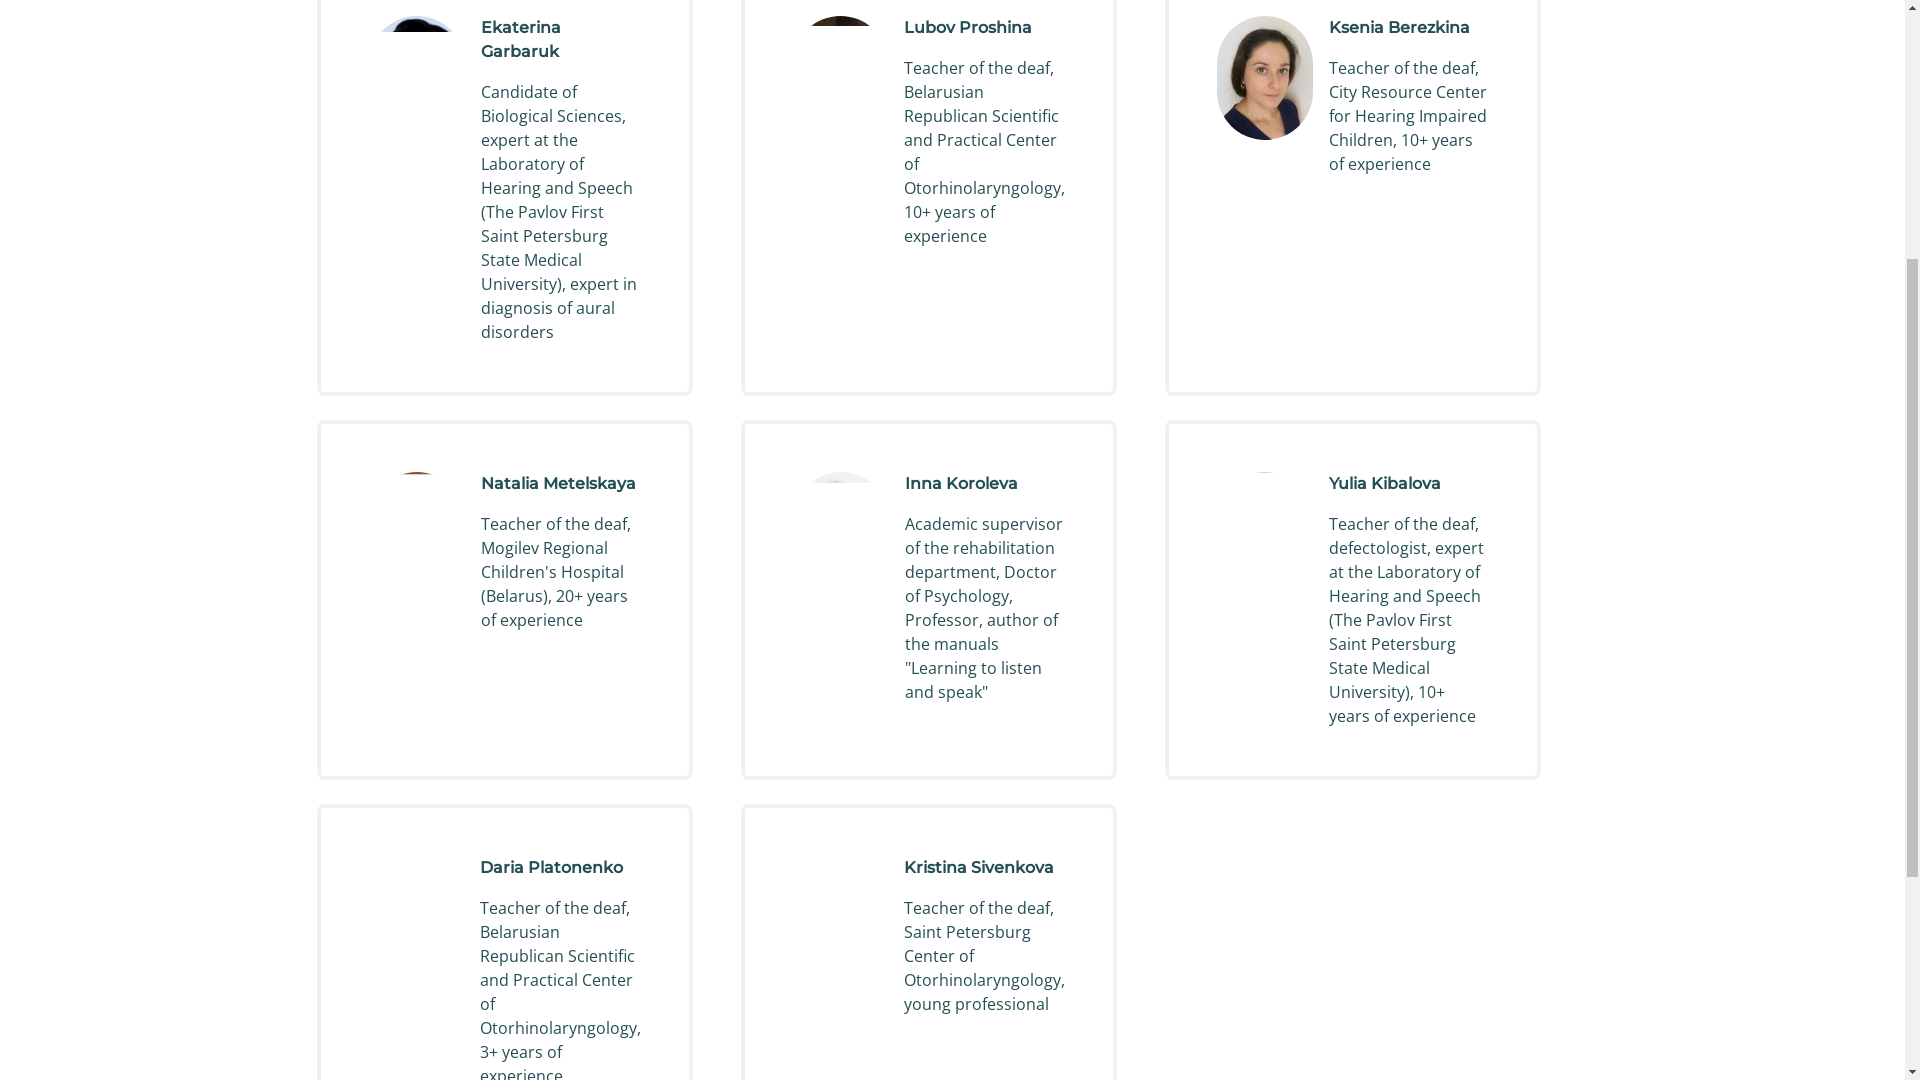 Ekaterina
Garbaruk
Candidate of
Biological Sciences,
expert at the
Laboratory of
Hearing and Speech
(The Pavlov First
Saint Petersburg
State Medical
University), expert in
diagnosis of aural
disorders
Lubov Proshina
Teacher of the deaf,
Belarusian
Republican Scientific
and Practical Center
of
Otorhinolaryngology,
10+ years of
experience
Ksenia Berezkina
Teacher of the deaf,
City Resource Center
for Hearing Impaired
Children, 10+ years
of experience
Natalia Metelskaya
Teacher of the deaf,
Mogilev Regional
Children's Hospital
(Belarus), 20+ years
of experience
Inna Koroleva
Academic supervisor
of the rehabilitation
department, Doctor
of Psychology,
Professor, author of
the manuals
"Learning to listen
and speak"
Yulia Kibalova
Teacher of the deaf,
defectologist, expert
at the Laboratory of
Hearing and Speech
(The Pavlov First
Saint Petersburg
State Medical
University), 10+
years of experience
Daria Platonenko
Teacher of the deaf,
Belarusian
Republican Scientific
and Practical Center
of
Otorhinolaryngology,
3+ years of
experience
Kristina Sivenkova
Teacher of the deaf,
Saint Petersburg
Center of
Otorhinolaryngology,
young professional